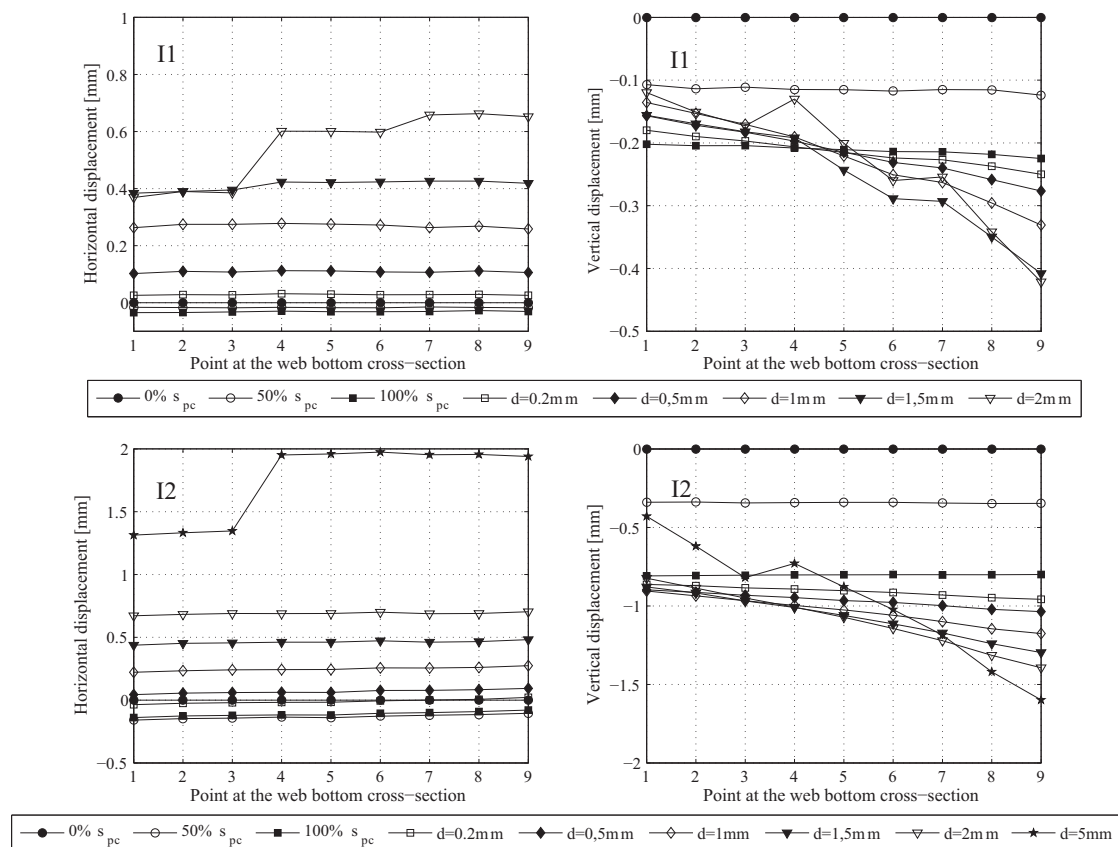 1
0.8
0.6
0.4
0.2
0
I1
Horizontal displacement [mm]
1 2 3 4 5 6 7 8 9
Point at the web bottom cross−section
0
−0.1
−0.2
−0.3
−0.4
−0.5
I1
Vertical displacement [mm]
1 2 3 4 5 6 7 8 9
Point at the web bottom cross−section
0% s pc 50% s pc 100% s pc d=0.2mm d=0,5mm d=1mm d=1,5mm d=2mm
2
1.5
1
0.5
0
−0.5
I2
Horizontal displacement [mm]
1 2 3 4 5 6 7 8 9
Point at the web bottom cross−section
0
−0.5
−1
−1.5
−2
I2
Vertical displacement [mm]
1 2 3 4 5 6 7 8 9
Point at the web bottom cross−section
0% s pc 50% s pc 100% s pc d=0.2mm d=0,5mm d=1mm d=1,5mm d=2mm d=5mm